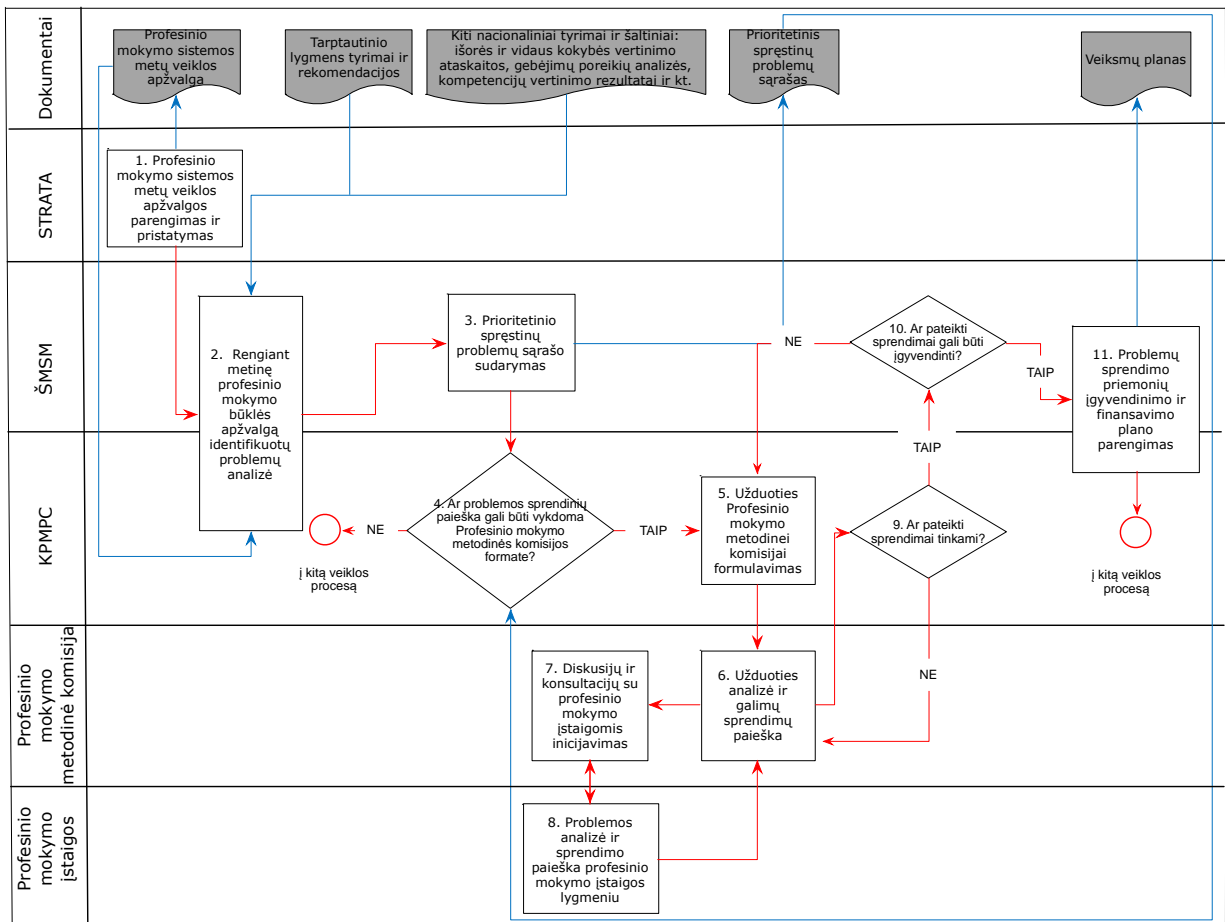 Dokumentai
Profesinio
mokymo sistemos
metų veiklos
apžvalga
Tarptautinio
lygmens tyrimai ir
rekomendacijos
Kiti nacionaliniai tyrimai ir šaltiniai:
išorės ir vidaus kokybės vertinimo
ataskaitos, gebėjimų poreikių analizės,
kompetencijų vertinimo rezultatai ir kt.
Prioritetinis
spręstinų
problemų
sąrašas
Veiksmų planas
STRATA
1. Profesinio
mokymo sistemos
metų veiklos
apžvalgos
parengimas ir
pristatymas
ŠMSM
2. Rengiant
metinę
profesinio
mokymo
būklės
apžvalgą
identifikuotų
problemų
analizė
3. Prioritetinio
spręstinų
problemų sąrašo
sudarymas
NE
10. Ar pateikti
sprendimai gali būti
įgyvendinti?
TAIP
11. Problemų
sprendimo
priemonių
įgyvendinimo ir
finansavimo
plano
parengimas
TAIP
KPMPC
4. Ar problemos sprendinių
paieška gali būti vykdoma
Profesinio mokymo
metodinės komisijos
formate?
NE
į kitą veiklos
procesą
TAIP
5. Užduoties
Profesinio
mokymo
metodinei
komisijai
formulavimas
9. Ar pateikti
sprendimai tinkami?
į kitą veiklos
procesą
Profesinio
mokymo
metodinė komisija
7. Diskusijų ir
konsultacijų su
profesinio
mokymo
įstaigomis
inicijavimas
6. Užduoties
analizė ir
galimų
sprendimų
paieška
NE
Profesinio
mokymo
įstaigos
8. Problemos
analizė ir
sprendimo
paieška profesinio
mokymo įstaigos
lygmeniu